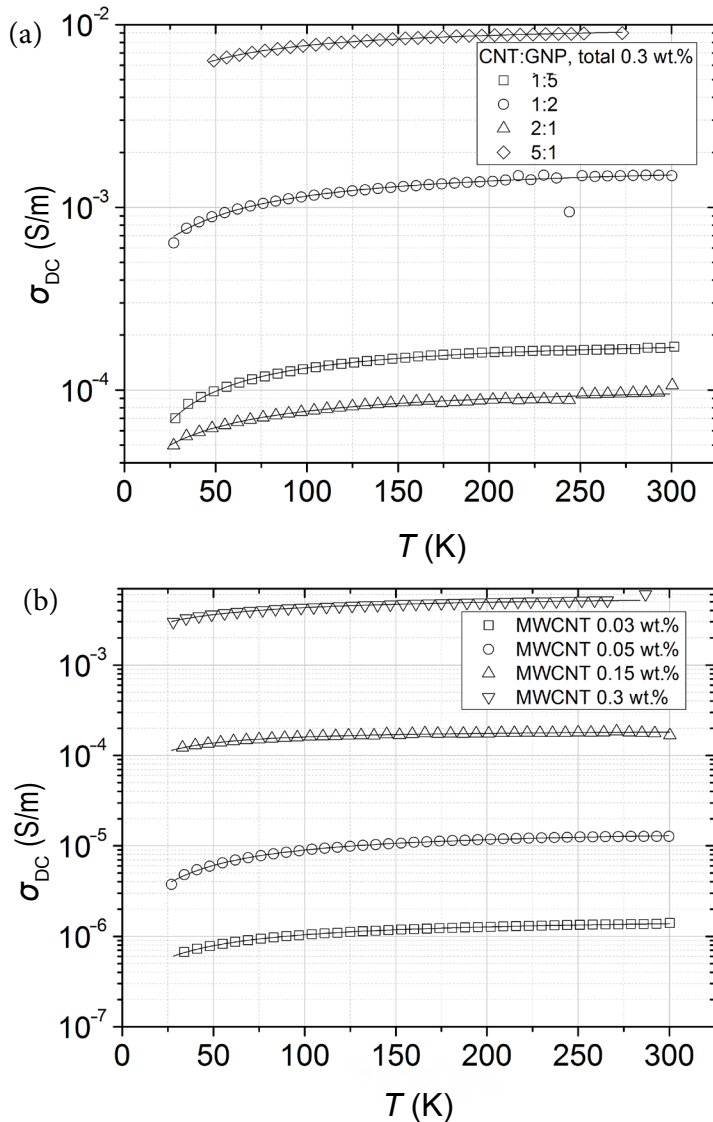 (a)
10⁻²
CNT:GNP, total 0.3 wt.%
1:5
1:2
2:1
5:1
10⁻³
σDC (S/m)
10⁻⁴
0 50 100 150 200 250 300
T (K)
(b)
MWCNT 0.03 wt.%
MWCNT 0.05 wt.%
MWCNT 0.15 wt.%
MWCNT 0.3 wt.%
10⁻³
10⁻⁴
σDC (S/m)
10⁻⁵
10⁻⁶
10⁻⁷
0 50 100 150 200 250 300
T (K)